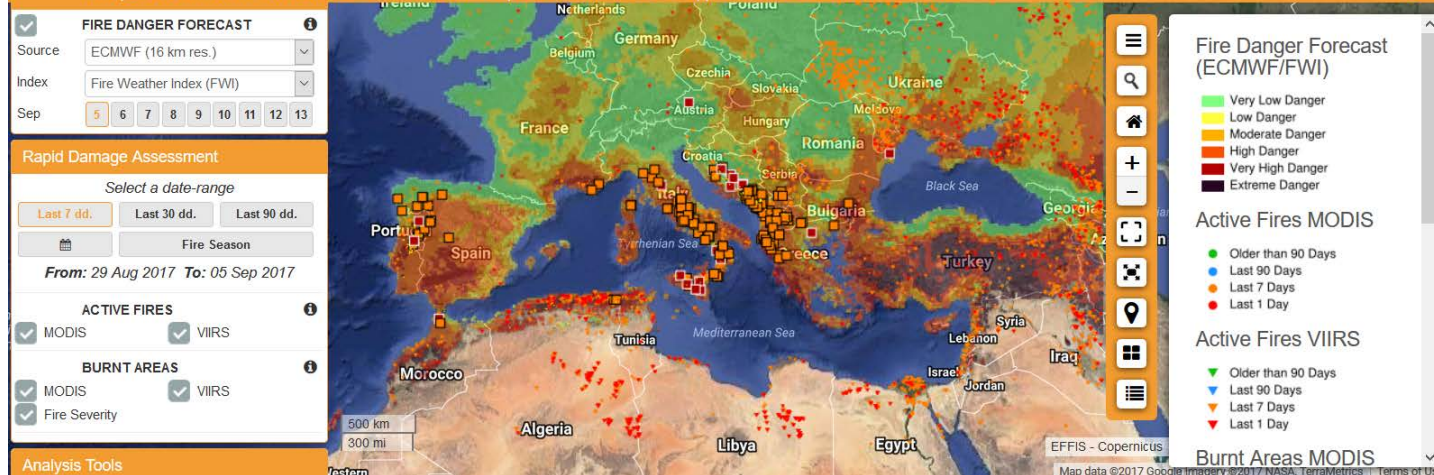 FIRE DANGER FORECAST
Source
ECMWF (16 km res.)
Index
Fire Weather Index (FWI)
Sep
5 6 7 8 9 10 11 12 13
Rapid Damage Assessment
Select a date-range
Last 7 dd.
Last 30 dd.
Last 90 dd.
Fire Season
From: 29 Aug 2017 To: 05 Sep 2017
ACTIVE FIRES
MODIS
VIIRS
BURNT AREAS
MODIS
VIIRS
Fire Severity
Analysis Tools
Ireland
Netherlands
Poland
Germany
Belgium
Czechia
Ukraine
Slovakia
Austria
Moldova
Hungary
France
Romania
Croatia
Serbia
Italy
Black Sea
Bulgaria
Georgia
Portug
Spain
Tyrrhenian Sea
Greece
Turkey
Mediterranean Sea
Syria
Tunisia
Lebanon
Iraq
Israel
Jordan
Morocco
500 km
300 mi
Algeria
Libya
Egypt
Western
EFFIS - Copernicus
Map data ©2017 Google Imagery ©2017 NASA, TerraMetrics
Terms of U
Fire Danger Forecast
(ECMWF/FWI)
Very Low Danger
Low Danger
Moderate Danger
High Danger
Very High Danger
Extreme Danger
Active Fires MODIS
Older than 90 Days
Last 90 Days
Last 7 Days
Last 1 Day
Active Fires VIIRS
Older than 90 Days
Last 90 Days
Last 7 Days
Last 1 Day
Burnt Areas MODIS